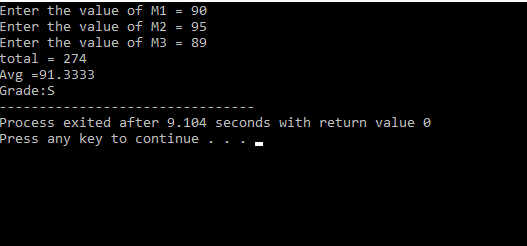 Enter the value of M1 = 90
Enter the value of M2 = 95
Enter the value of M3 = 89
total = 274
Avg =91.3333
Grade:S
--------------------------------
Process exited after 9.104 seconds with return value 0
Press any key to continue . . .